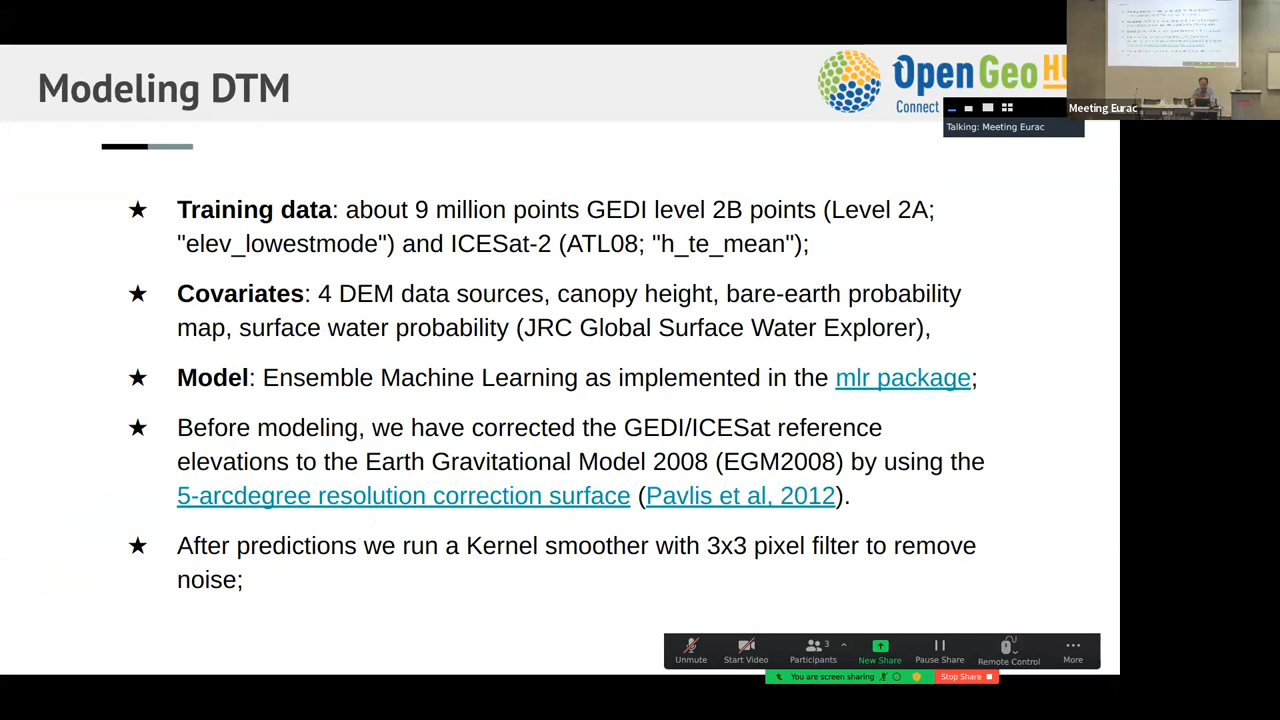 Modeling DTM
Open Geo HU
Connect
Meeting Eurac
Talking: Meeting Eurac
★ Training data: about 9 million points GEDI level 2B points (Level 2A;
"elev_lowestmode") and ICESat-2 (ATL08; "h_te_mean");
★ Covariates: 4 DEM data sources, canopy height, bare-earth probability
map, surface water probability (JRC Global Surface Water Explorer),
★ Model: Ensemble Machine Learning as implemented in the mlr package;
★ Before modeling, we have corrected the GEDI/ICESat reference
elevations to the Earth Gravitational Model 2008 (EGM2008) by using the
5-arcdegree resolution correction surface (Pavlis et al, 2012).
★ After predictions we run a Kernel smoother with 3x3 pixel filter to remove
noise;
3
Unmute Start Video Participants New Share Pause Share Remote Control More
You are screen sharing Stop Share